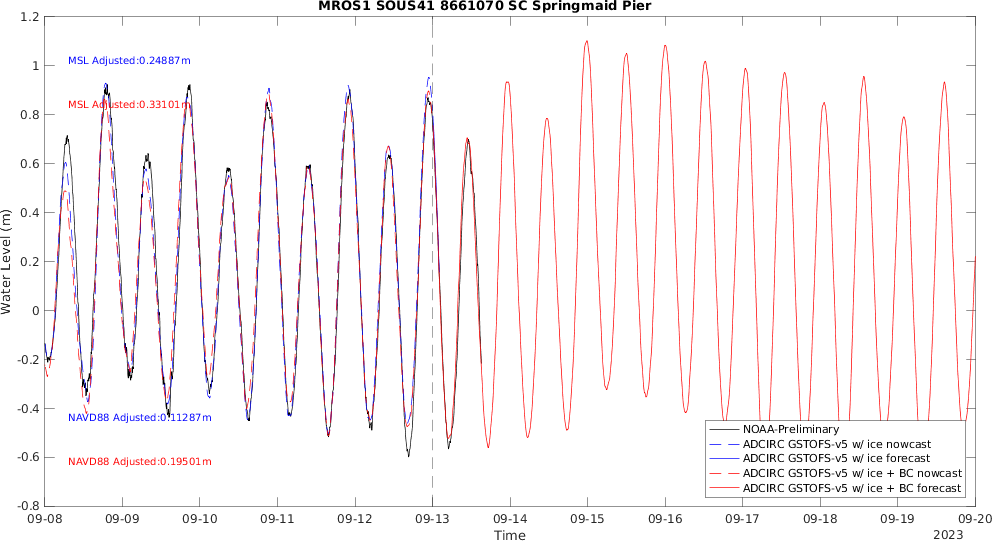 MROS1 SOUS41 8661070 SC Springmaid Pier
Water Level (m)
1.2
1
0.8
0.6
0.4
0.2
0
-0.2
-0.4
-0.6
-0.8
MSL Adjusted:0.24887m
MSL Adjusted:0.33101m
NAVD88 Adjusted:0.11287m
NAVD88 Adjusted:0.19501m
NOAA-Preliminary
ADCIRC GSTOFS-v5 w/ ice nowcast
ADCIRC GSTOFS-v5 w/ ice forecast
ADCIRC GSTOFS-v5 w/ ice + BC nowcast
ADCIRC GSTOFS-v5 w/ ice + BC forecast
09-08 09-09 09-10 09-11 09-12 09-13 09-14 09-15 09-16 09-17 09-18 09-19 09-20
Time
2023